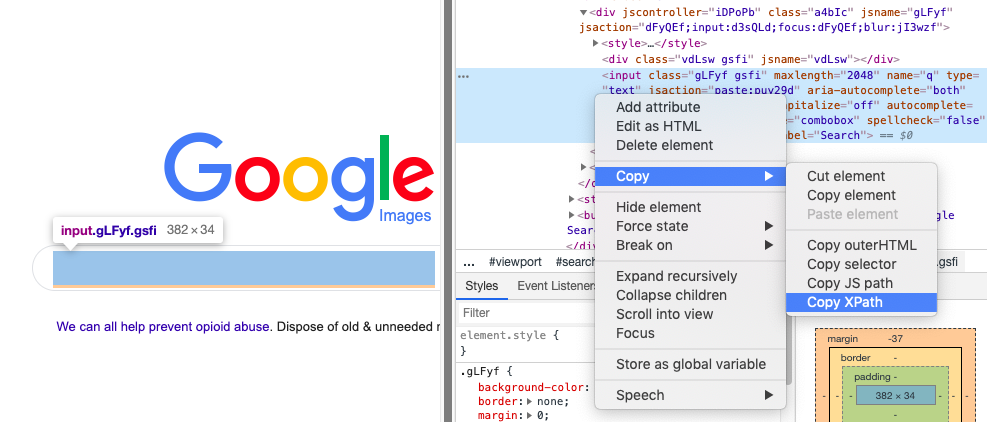 Google
Images
input.gLFyf.gsfi 382 × 34
We can all help prevent opioid abuse. Dispose of old & unneeded
▼<div jscontroller="iDPoPb" class="a4bIc" jsname="gLFyf"
jsaction="dFyQEf;input:d3sQLd;focus:dFyQEf;blur:jI3wzf">
▶<style>…</style>
<div class="vdLsw gsfi" jsname="vdLsw"></div>
<input class="gLFyf gsfi" maxlength="2048" name="q" type=
"text" jsaction="paste:puy29d" aria-autocomplete="both"
capitalize="off" autocomplete=
="combobox" spellcheck="false"
label="Search"> == $0
Add attribute
Edit as HTML
Delete element
Copy ▶
Hide element
Force state ▶
Break on ▶
Expand recursively
Collapse children
Scroll into view
Focus
Store as global variable
Speech ▶
Cut element
Copy element
Paste element
Copy outerHTML
Copy selector
Copy JS path
Copy XPath
… #viewport #search .gsfi
Styles Event Listeners
Filter
element.style {
}
.gLFyf {
background-color:
border: ▶ none;
margin: ▶ 0;
margin -37
border -
padding -
382 × 34
-